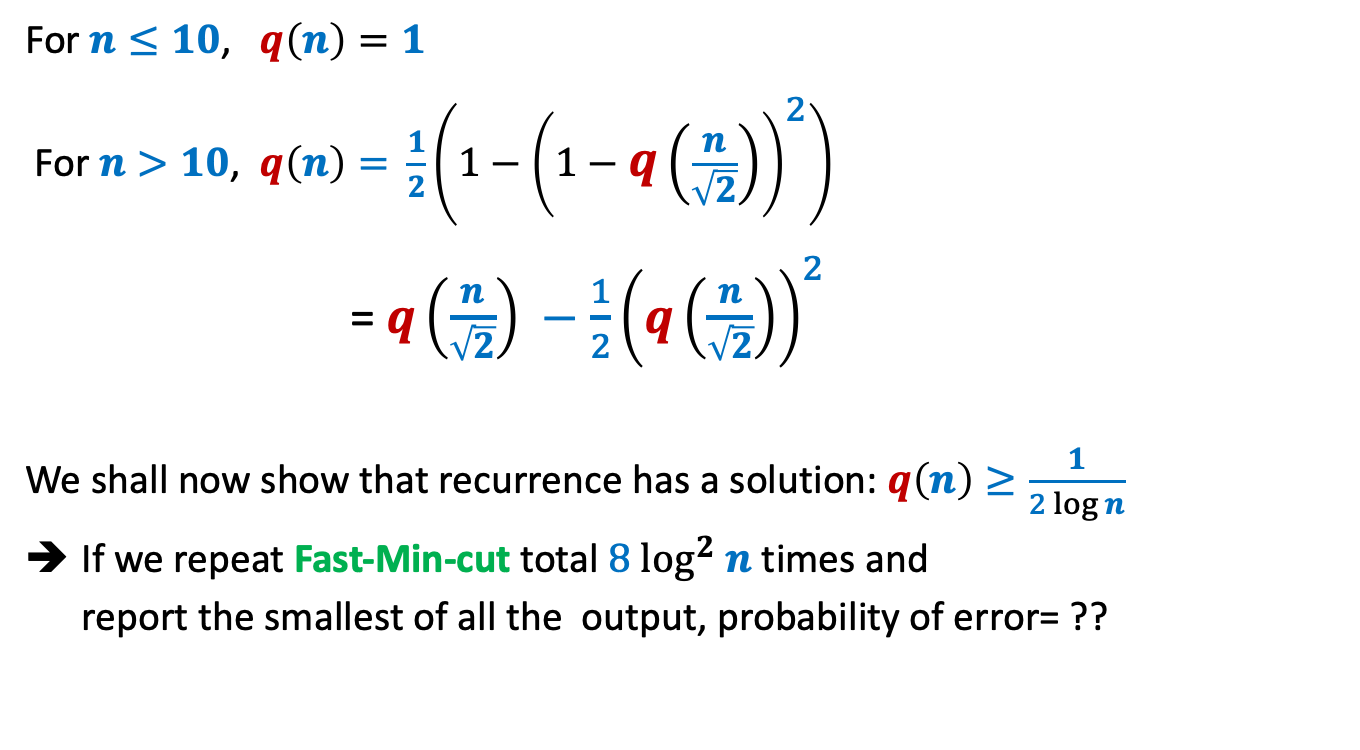 For n ≤ 10, q(n) = 1
For n > 10, q(n) = 1/2 (1 − (1 − q(n/√2))²)
= q(n/√2) − 1/2 (q(n/√2))²
We shall now show that recurrence has a solution: q(n) ≥ 1/(2 log n)
➔ If we repeat Fast-Min-cut total 8 log² n times and
report the smallest of all the output, probability of error= ??